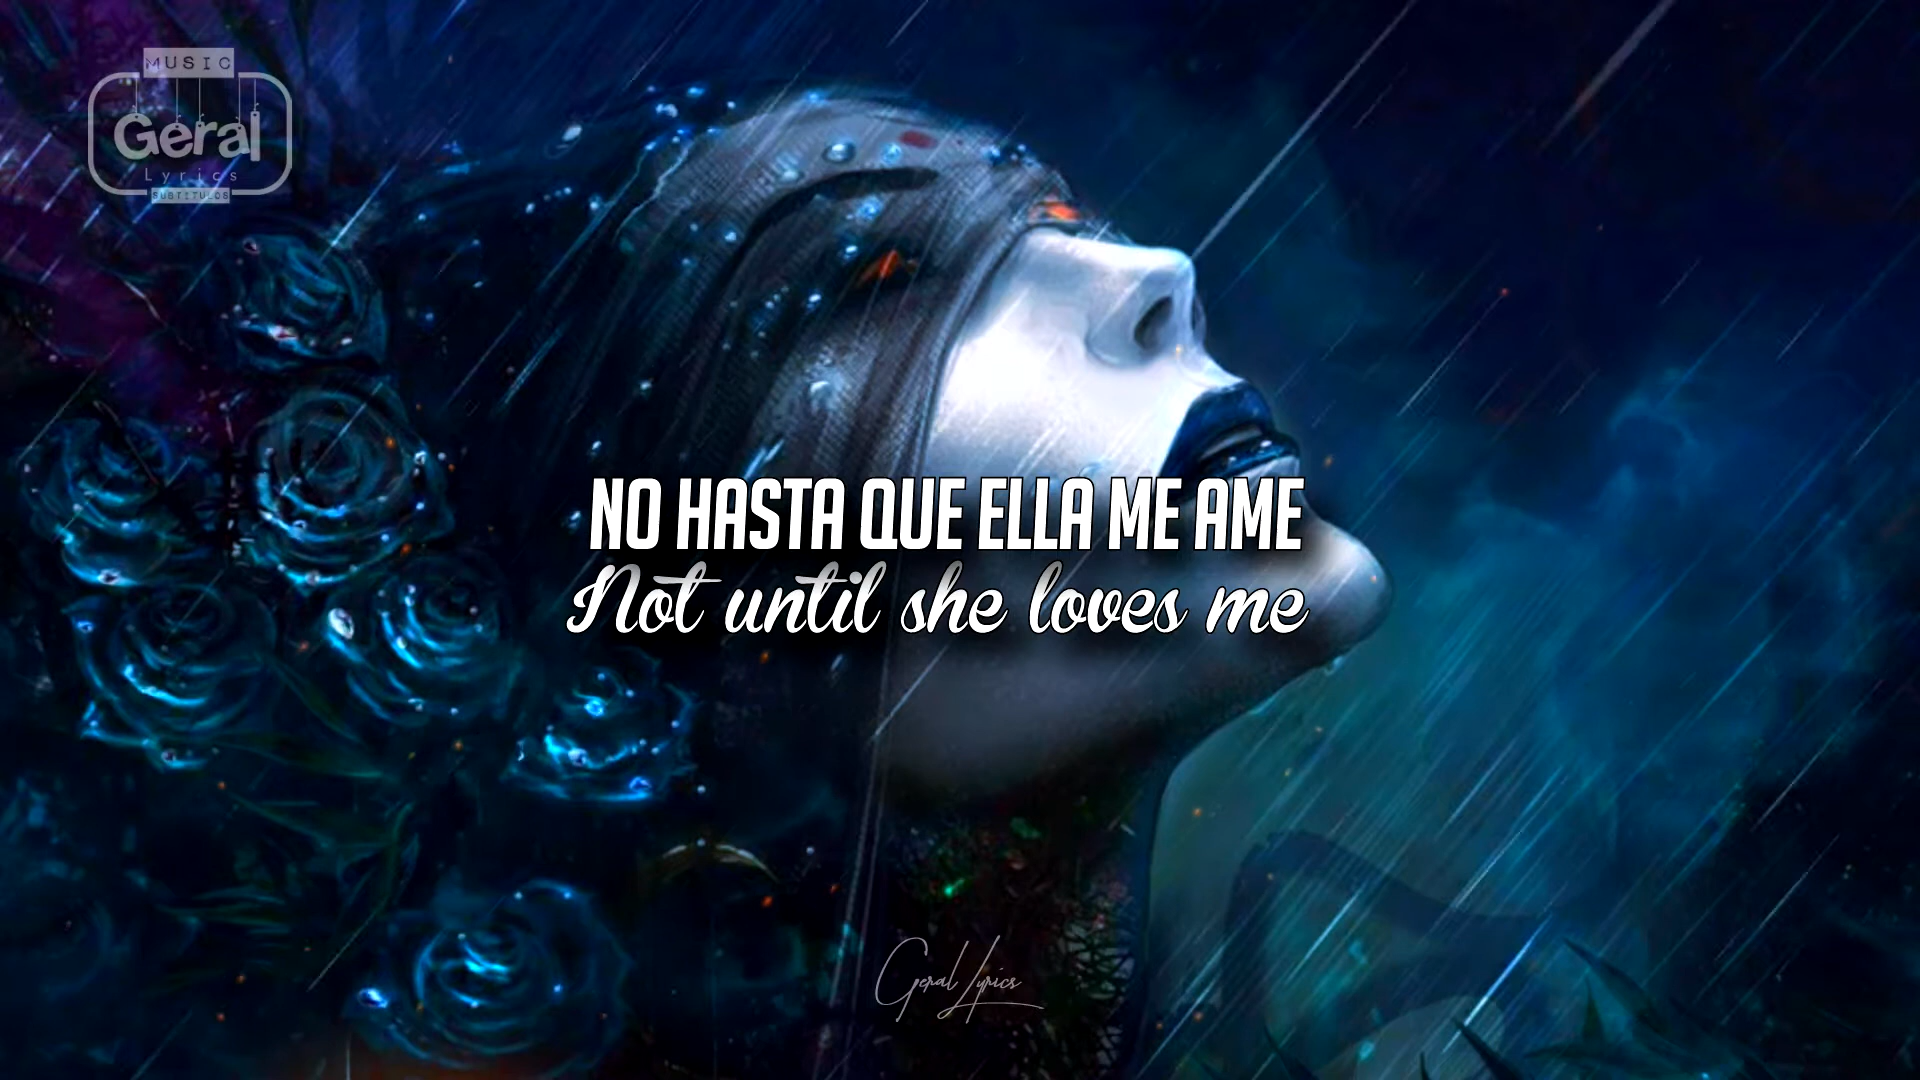 MUSIC
Geral
Lyrics
SUBTITULOS
NO HASTA QUE ELLA ME AME
Not until she loves me
Geral Lyrics